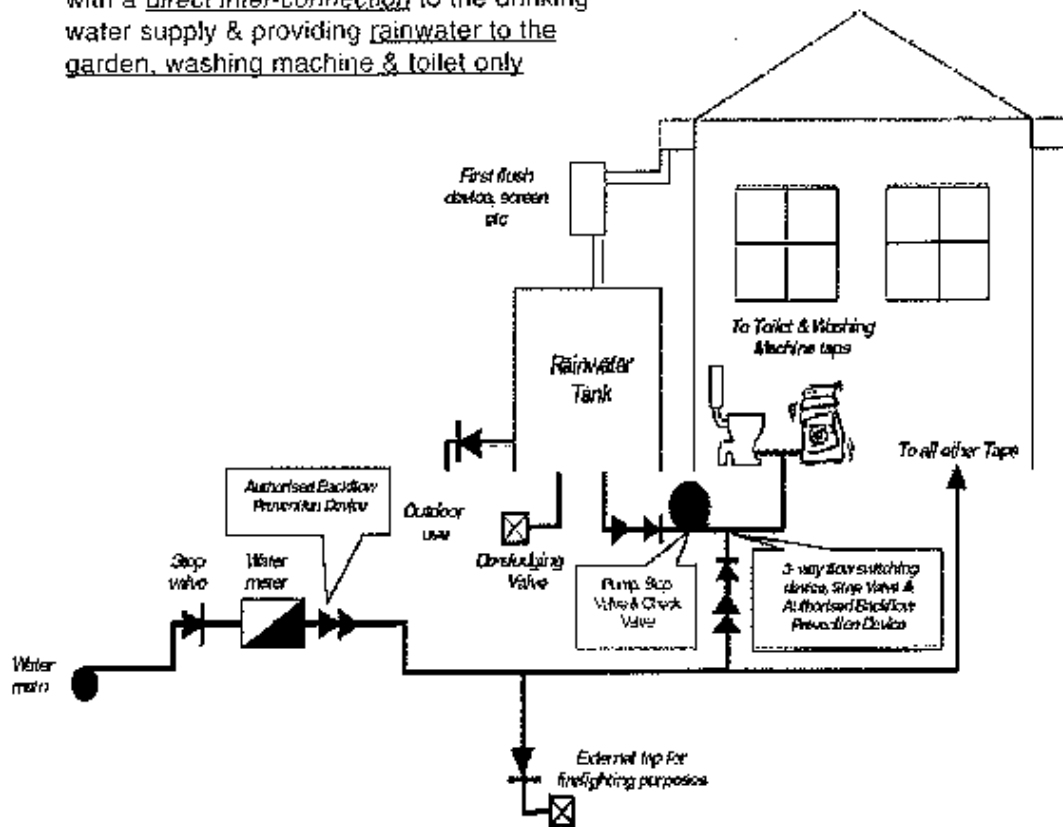 with a direct inter-connection to the drinking
water supply & providing rainwater to the
garden, washing machine & toilet only
First flush
device, screen
etc
To Toilet & Washing
Machine taps
Rainwater
Tank
To all other Taps
Authorised Backflow
Prevention Device
Outdoor
use
Desludging
Valve
Stop
valve
Water
meter
Pump, Stop
Valve & Check
Valve
3-way flow switching
device, Stop Valve &
Authorised Backflow
Prevention Device
Water
main
External tap for
firefighting purposes